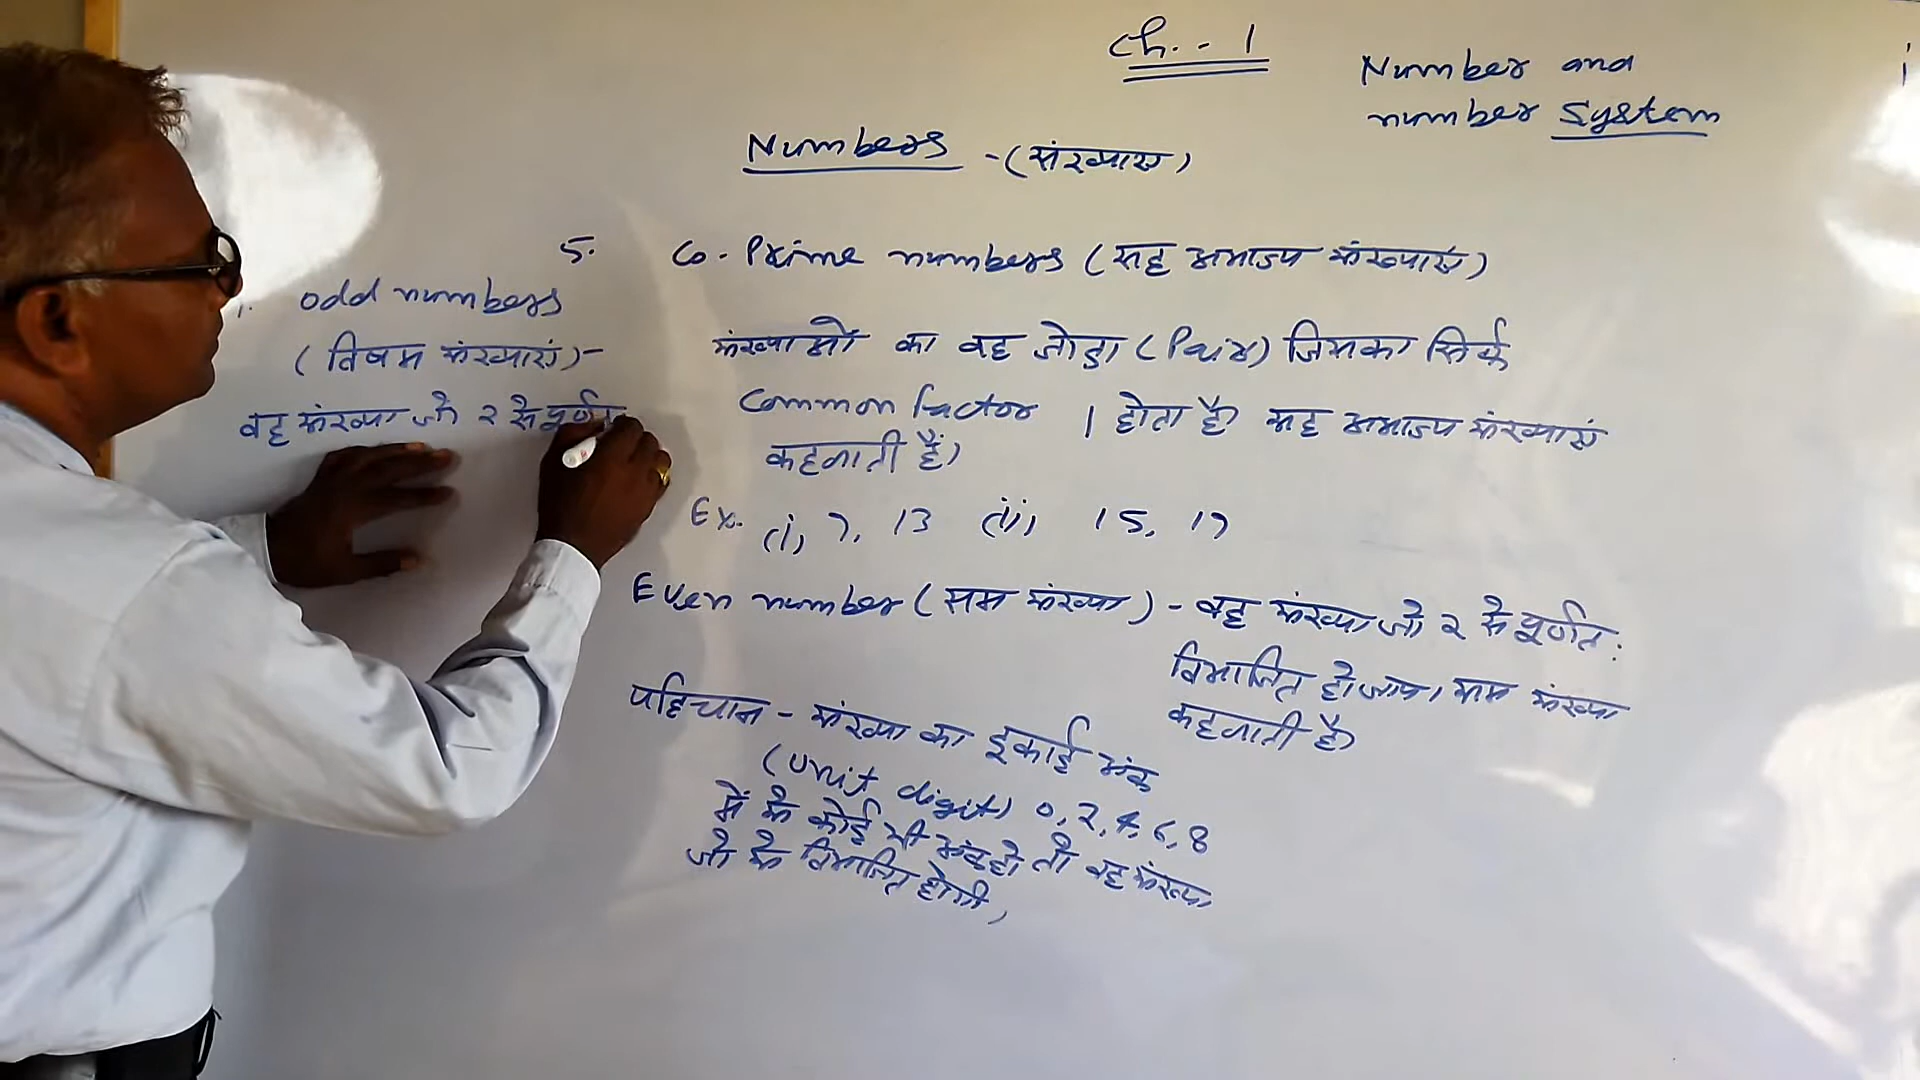 Ch. - 1
Number and
number System
Numbers - (संख्याएं)
5. Co-Prime numbers (सह अभाज्य संख्याएं)
संख्याओं का वह जोड़ा (Pair) जिसका सिर्फ
Common factor 1 होता है। सह अभाज्य संख्याएं
कहलाती हैं।
Ex. (i) 7, 13 (ii) 15, 17
Even number (सम संख्या) - वह संख्या जो 2 से पूर्णत:
विभाजित हो जाए, सम संख्या
कहलाती है।
पहिचान - संख्या का इकाई अंक
(unit digit) 0, 2, 4, 6, 8
में से कोई भी अंक हो तो वह संख्या
जो से विभाजित होगी,
odd numbers
(विषम संख्याएं) -
वह संख्या जो 2 से पूर्णत